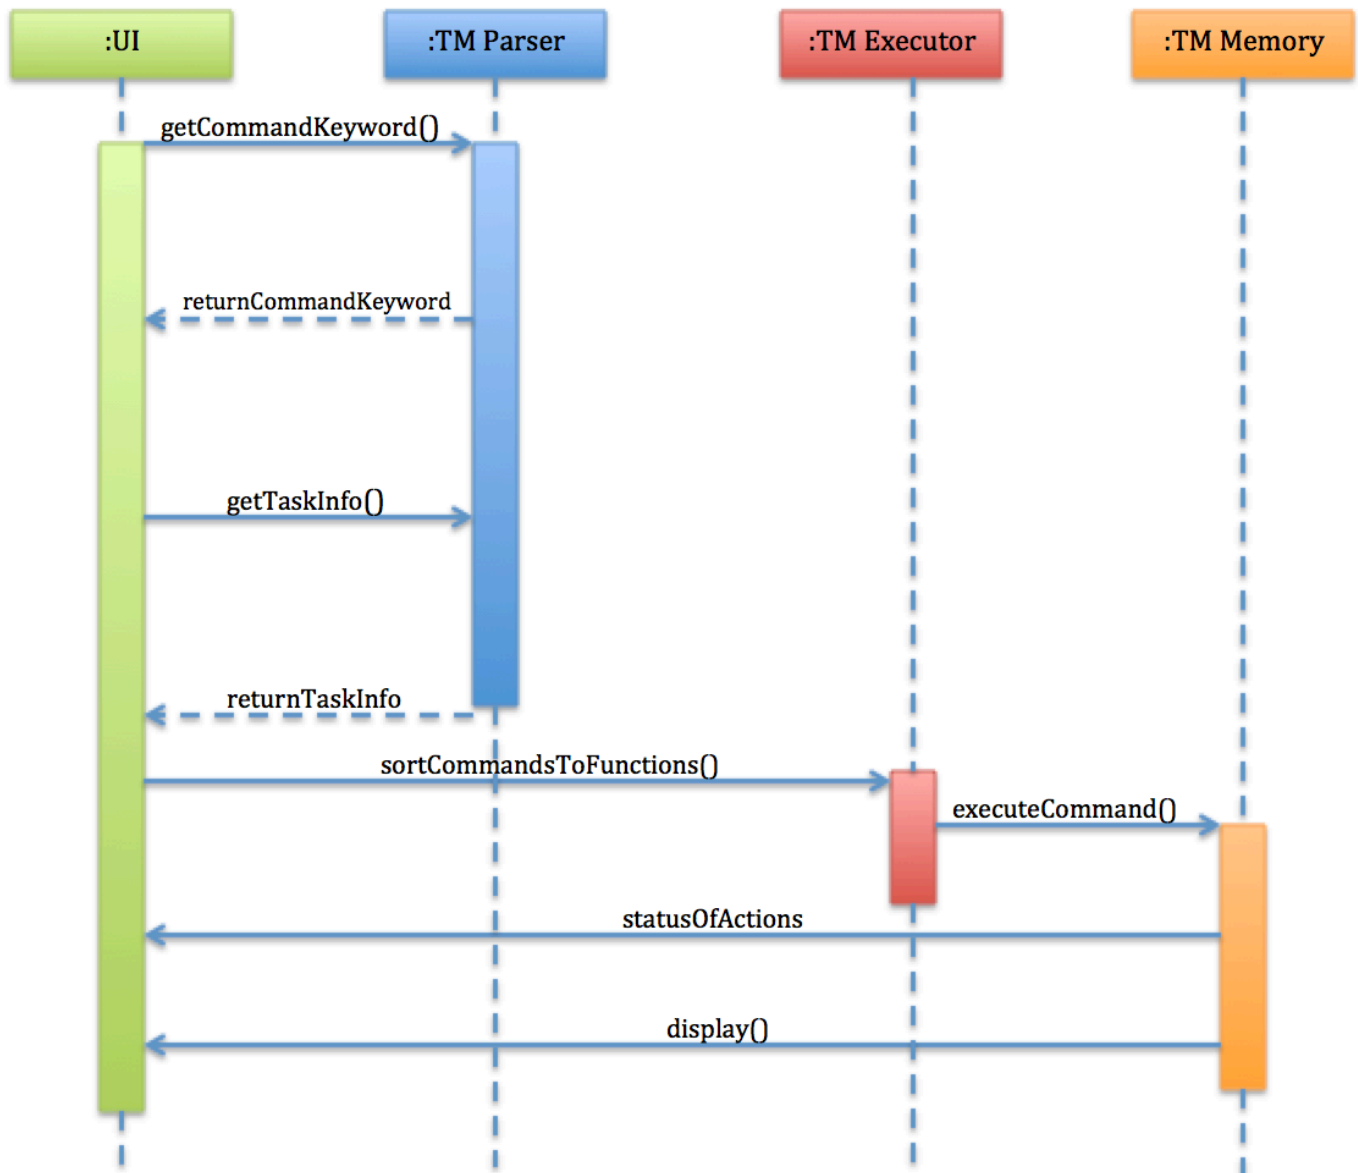 :UI
:TM Parser
:TM Executor
:TM Memory
getCommandKeyword()
returnCommandKeyword
getTaskInfo()
returnTaskInfo
sortCommandsToFunctions()
executeCommand()
statusOfActions
display()